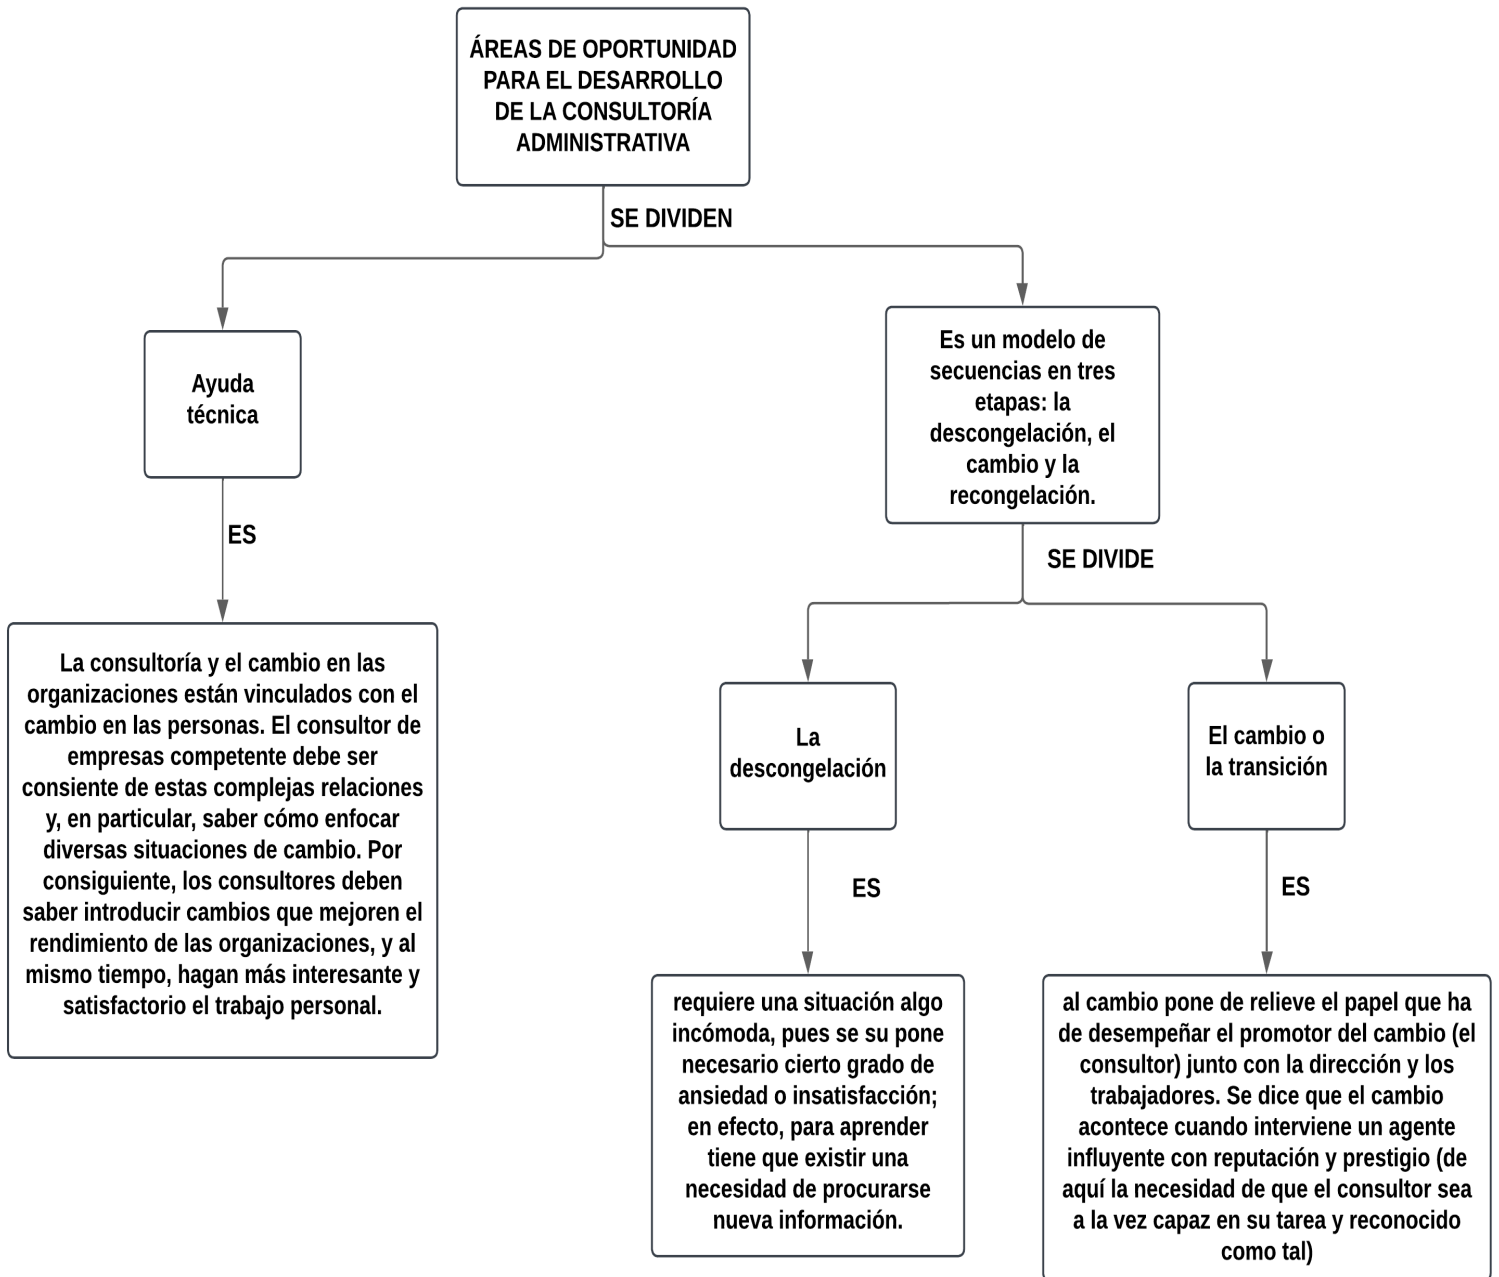 ÁREAS DE OPORTUNIDAD
PARA EL DESARROLLO
DE LA CONSULTORÍA
ADMINISTRATIVA
SE DIVIDEN
Ayuda
técnica
ES
La consultoría y el cambio en las
organizaciones están vinculados con el
cambio en las personas. El consultor de
empresas competente debe ser
consiente de estas complejas relaciones
y, en particular, saber cómo enfocar
diversas situaciones de cambio. Por
consiguiente, los consultores deben
saber introducir cambios que mejoren el
rendimiento de las organizaciones, y al
mismo tiempo, hagan más interesante y
satisfactorio el trabajo personal.
Es un modelo de
secuencias en tres
etapas: la
descongelación, el
cambio y la
recongelación.
SE DIVIDE
La
descongelación
ES
requiere una situación algo
incómoda, pues se su pone
necesario cierto grado de
ansiedad o insatisfacción;
en efecto, para aprender
tiene que existir una
necesidad de procurarse
nueva información.
El cambio o
la transición
ES
al cambio pone de relieve el papel que ha
de desempeñar el promotor del cambio (el
consultor) junto con la dirección y los
trabajadores. Se dice que el cambio
acontece cuando interviene un agente
influyente con reputación y prestigio (de
aquí la necesidad de que el consultor sea
a la vez capaz en su tarea y reconocido
como tal)